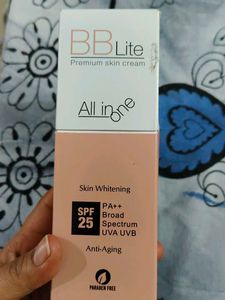 BB Lite
Premium skin cream
All in one
Skin Whitening
SPF
25
PA++
Broad
Spectrum
UVA UVB
Anti-Aging
PARABEN FREE